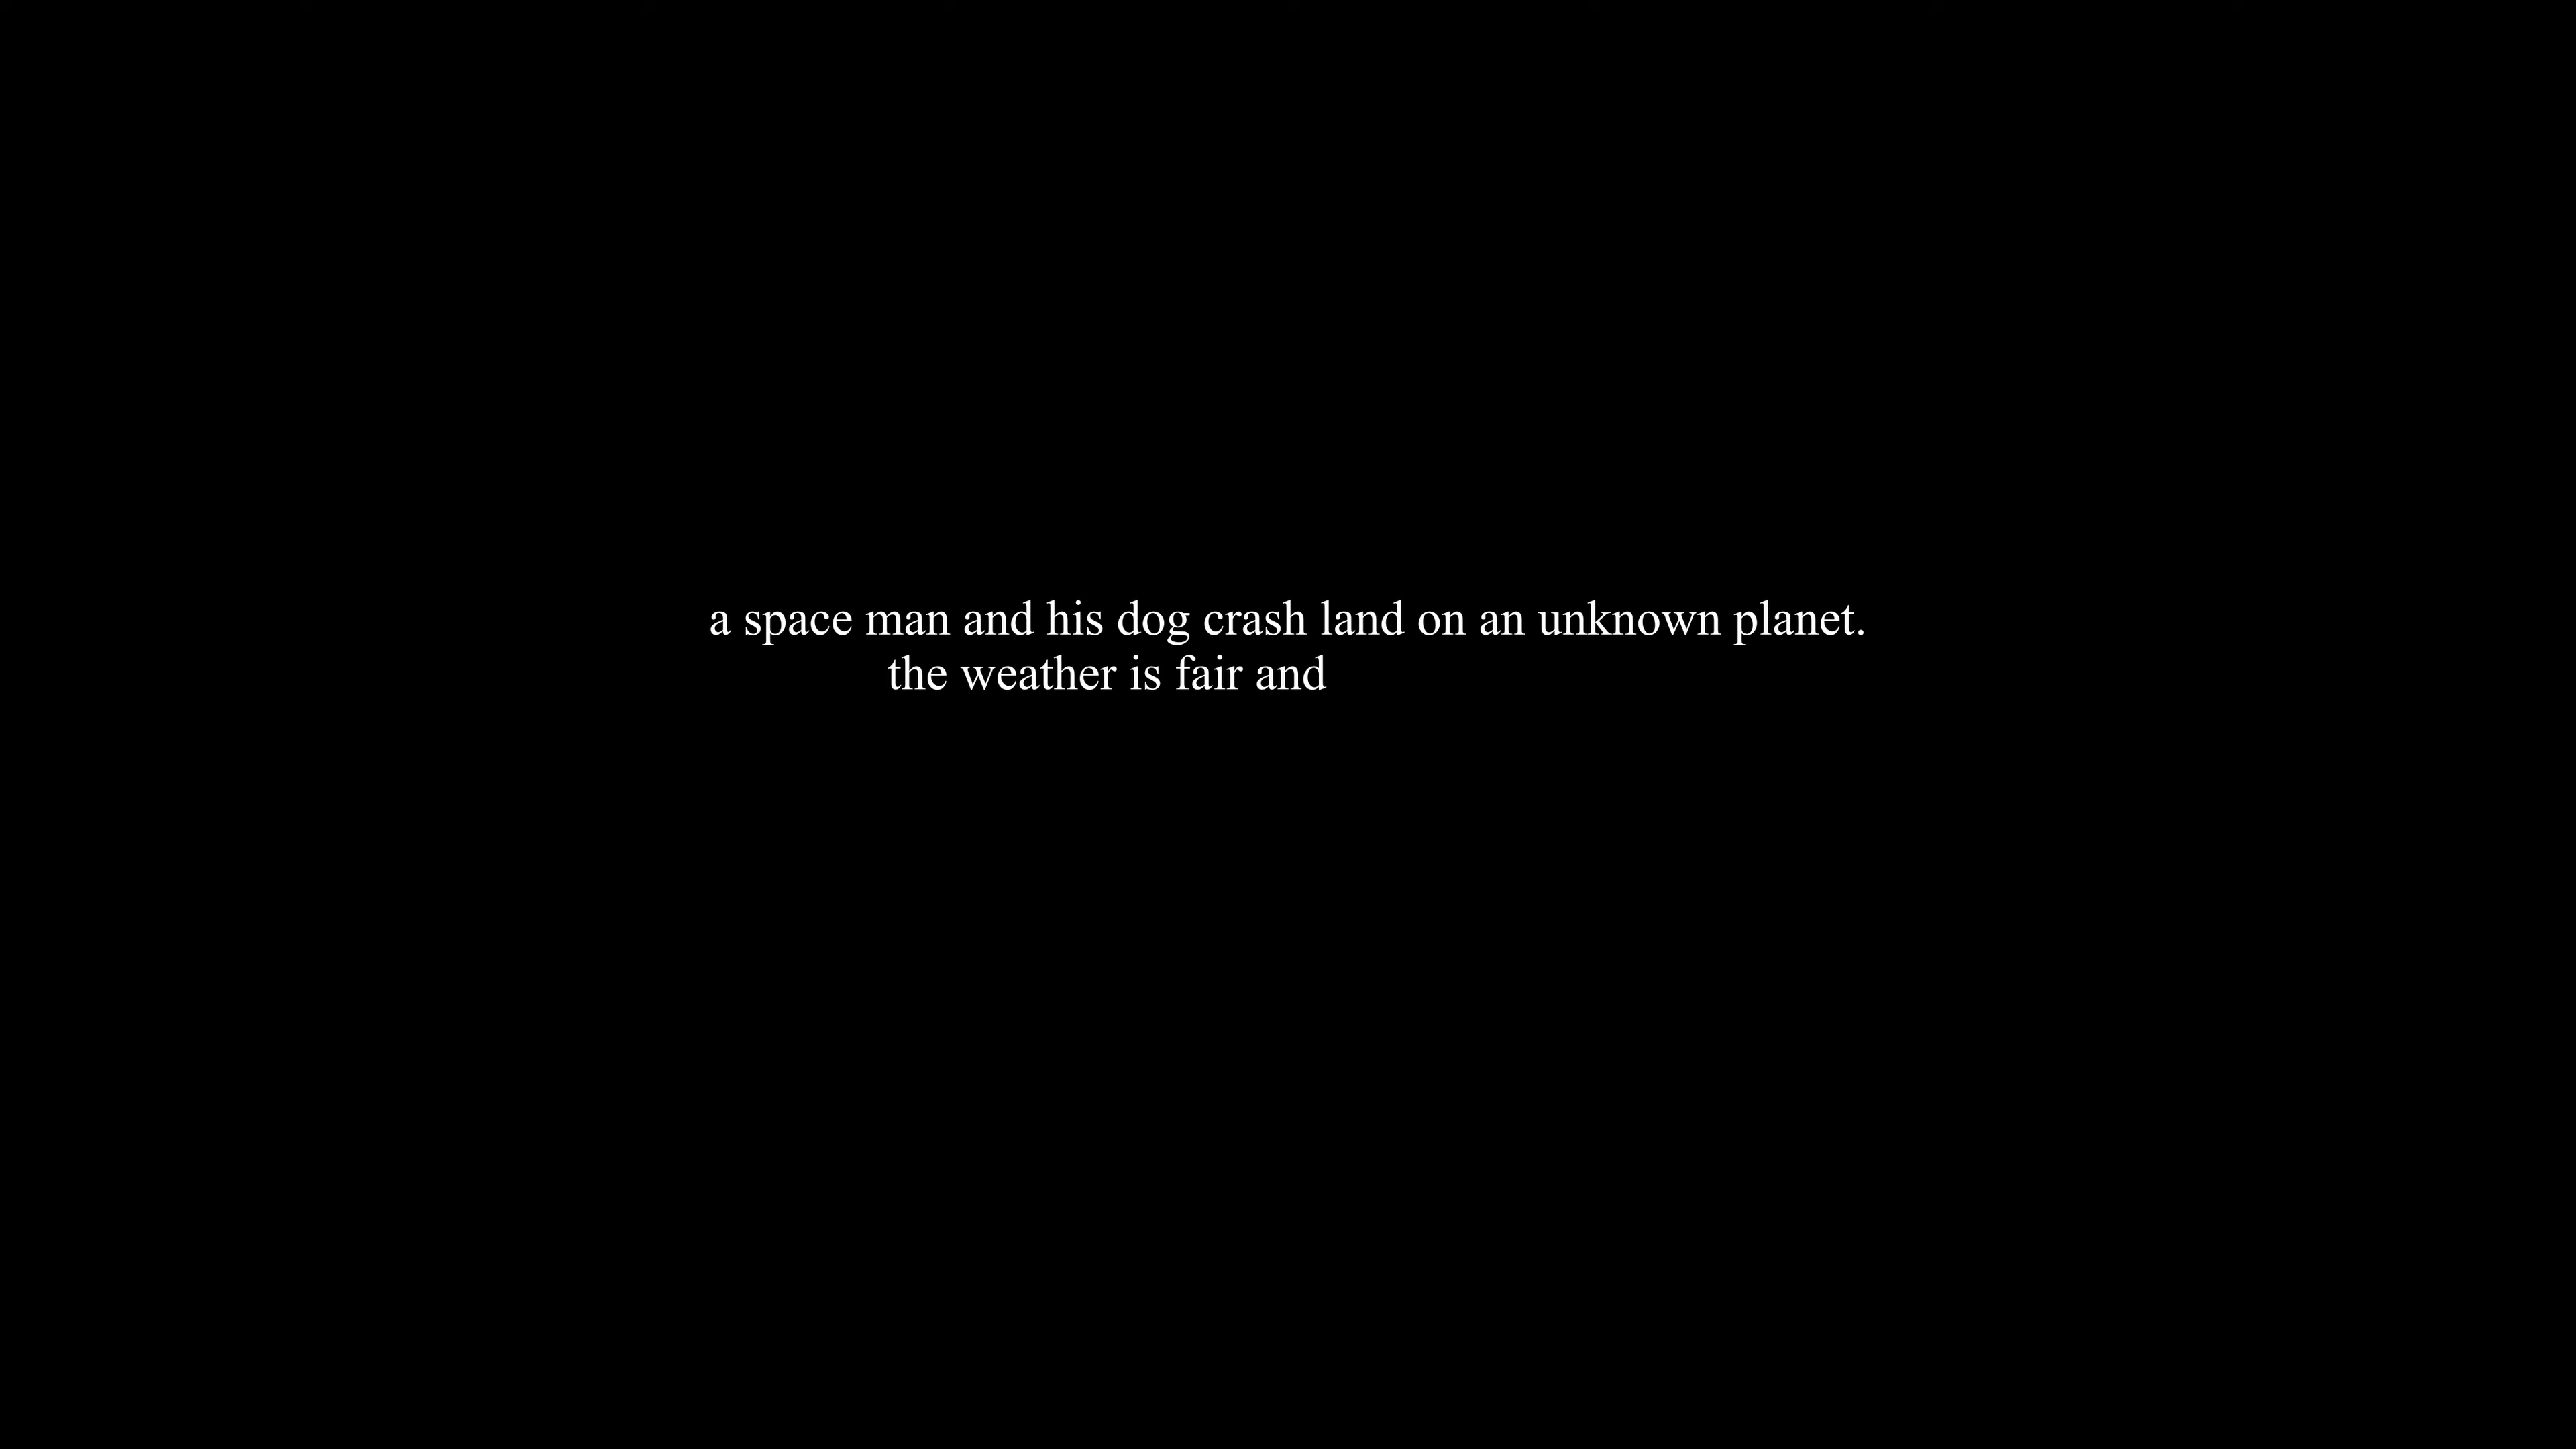 a space man and his dog crash land on an unknown planet.
the weather is fair and